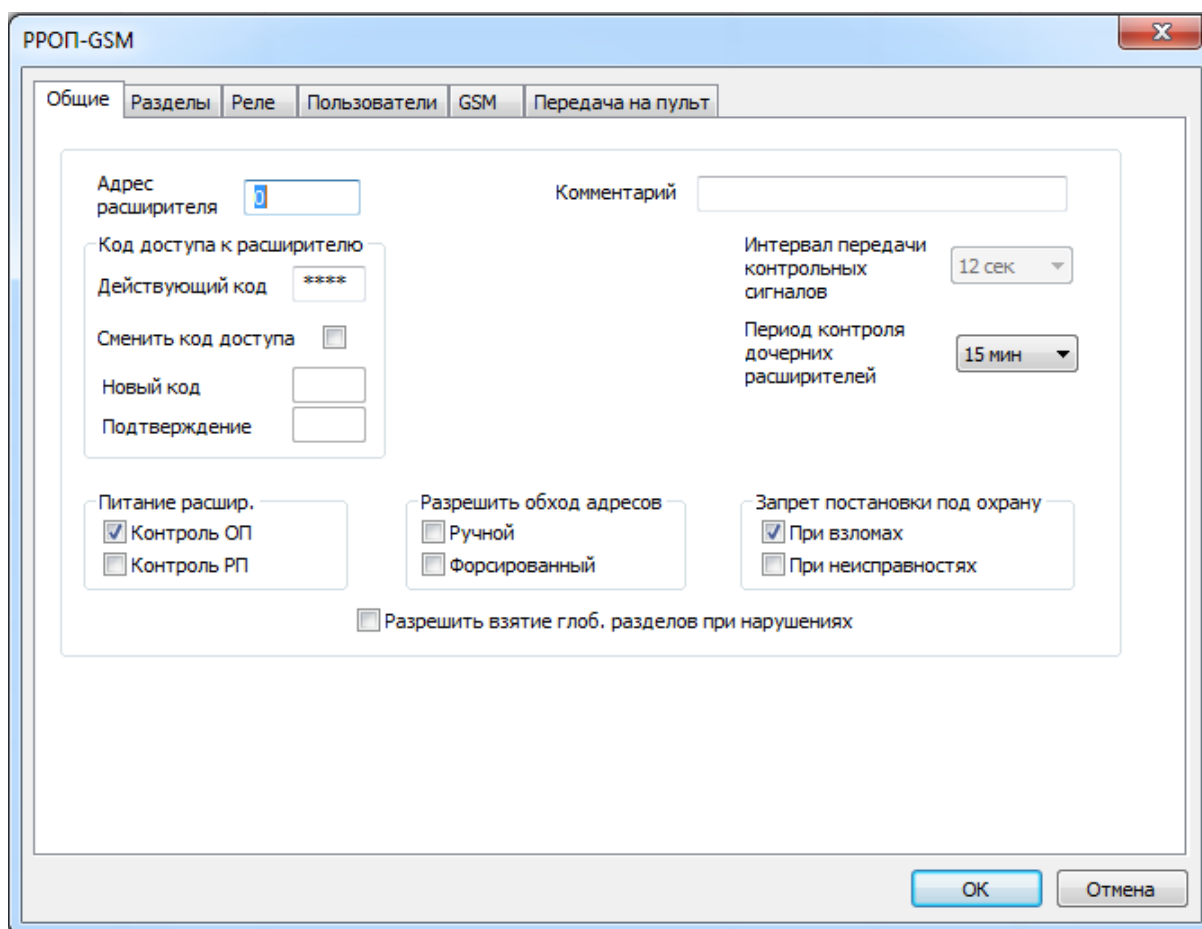 РРОП-GSM
Общие Разделы Реле Пользователи GSM Передача на пульт
Адрес
расширителя
0
Комментарий
Код доступа к расширителю
Действующий код ****
Сменить код доступа
Новый код
Подтверждение
Интервал передачи
контрольных
сигналов
12 сек
Период контроля
дочерних
расширителей
15 мин
Питание расшир.
Контроль ОП
Контроль РП
Разрешить обход адресов
Ручной
Форсированный
Запрет постановки под охрану
При взломах
При неисправностях
Разрешить взятие глоб. разделов при нарушениях
ОК Отмена